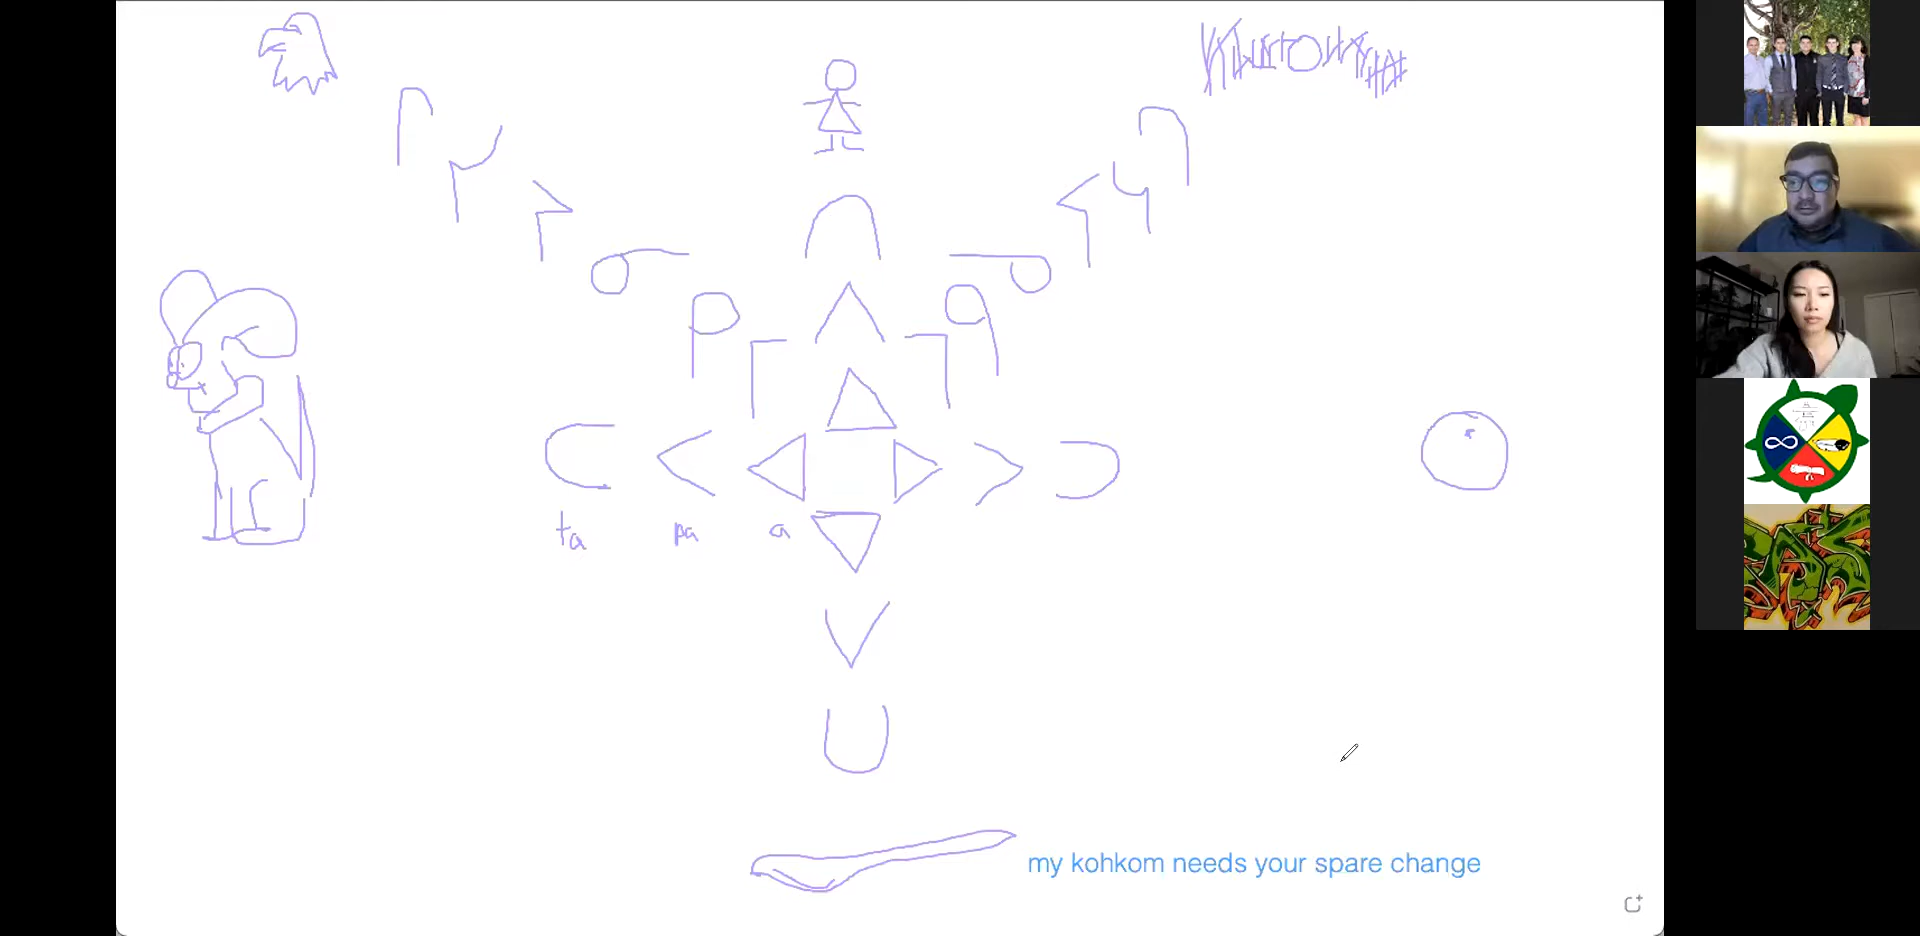 ᒋ ᒉ
ᓯ ᓭ
ᔨ ᔦ
ᓂ ᑎ ᓀ
ᑭ ᐱ ᑫ
ᒥ ᐃ ᒣ
ᑕ ᐸ ᐊ ᐅ ᐳ ᑐ
ta pa a
ᐁ
ᐯ
ᑌ
my kohkom needs your spare change